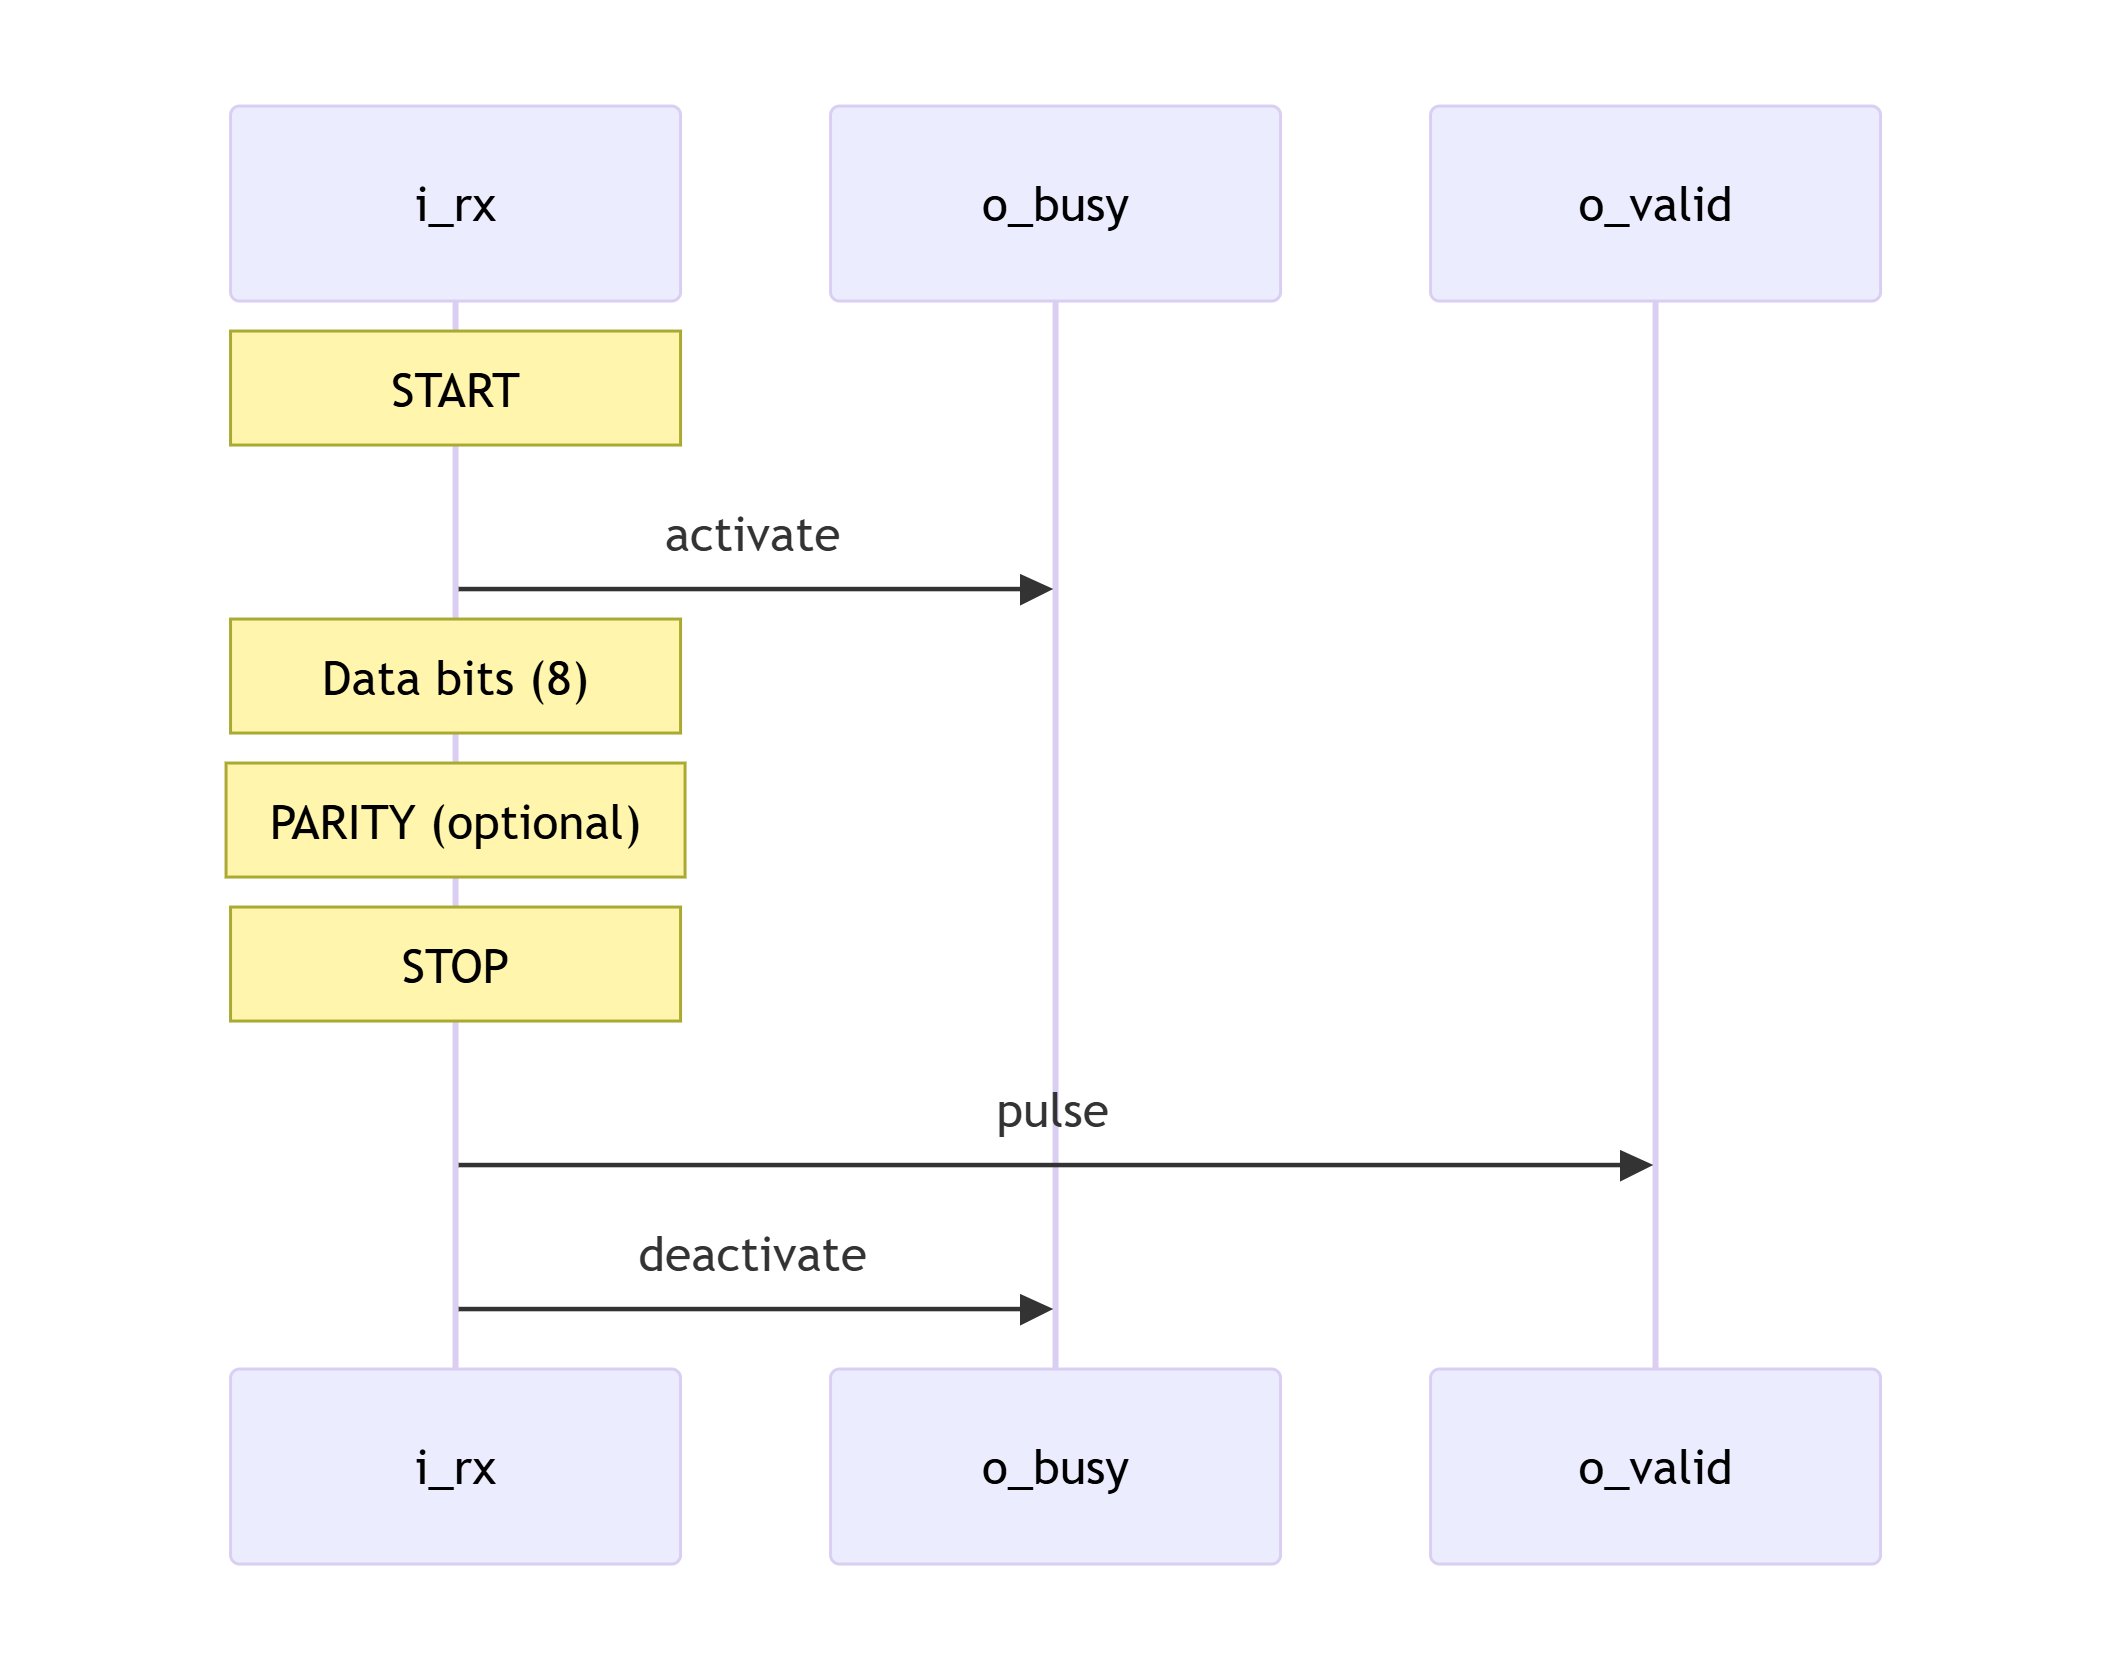 i_rx
o_busy
o_valid
START
activate
Data bits (8)
PARITY (optional)
STOP
pulse
deactivate
i_rx
o_busy
o_valid